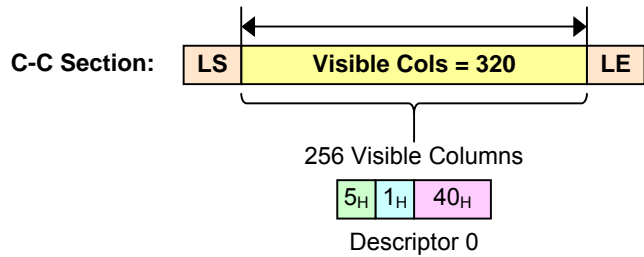 C-C Section: LS Visible Cols = 320 LE
256 Visible Columns
5H 1H 40H
Descriptor 0